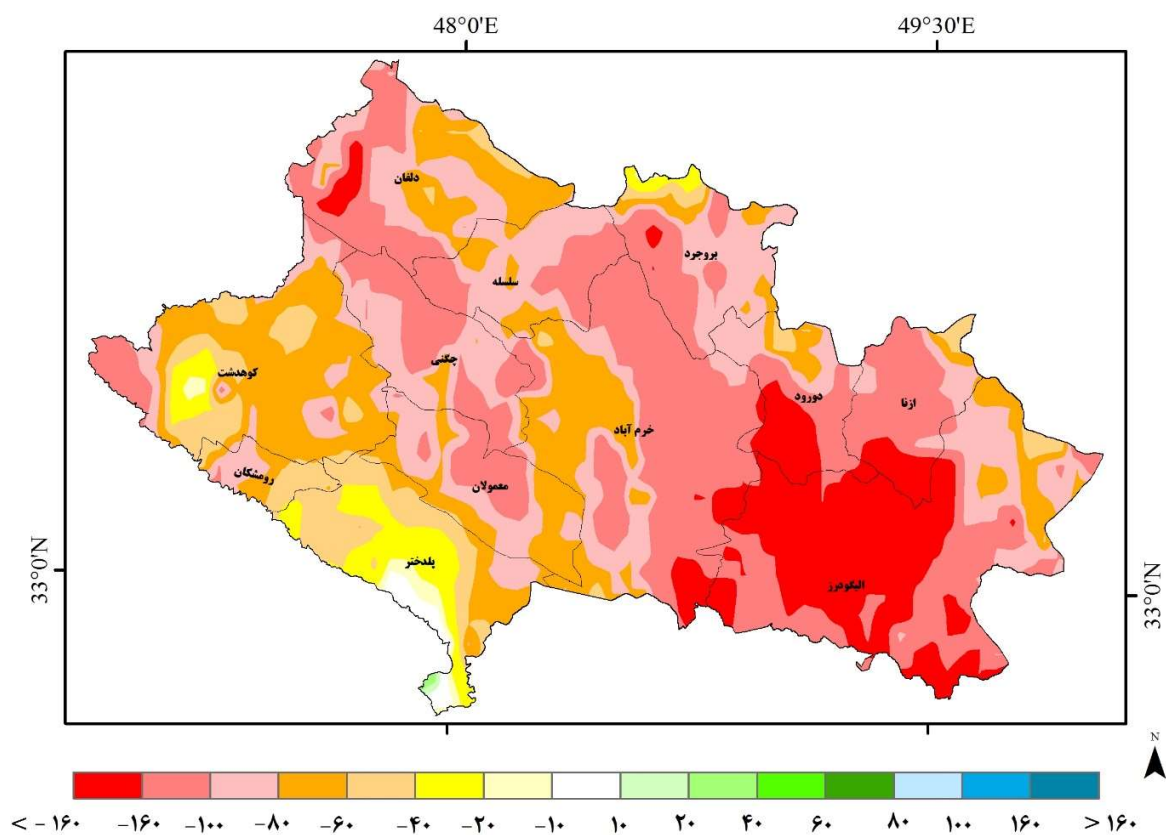 48°0'E
49°30'E
دلفان
بروجرد
سلسله
چگنی
کوهدشت
دورود
ازنا
خرم آباد
رومشکان
معمولان
پلدختر
الیگودرز
33°0'N
33°0'N
N
< -۱۶۰ -۱۶۰ -۱۰۰ -۸۰ -۶۰ -۴۰ -۲۰ -۱۰ ۱۰ ۲۰ ۴۰ ۶۰ ۸۰ ۱۰۰ ۱۶۰ > ۱۶۰